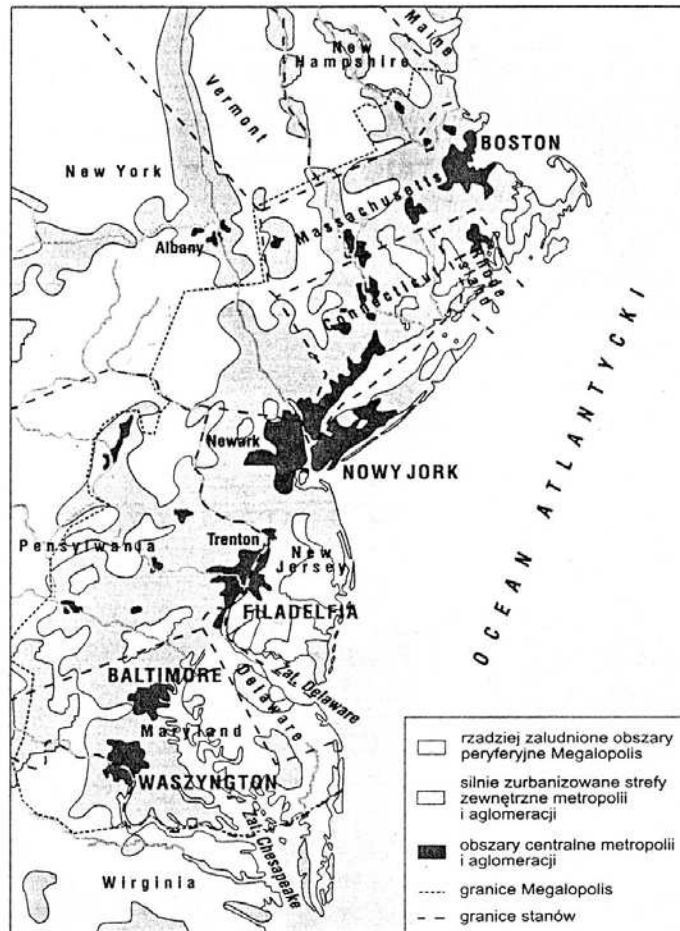 Maine
New
Hampshire
Vermont
New York
BOSTON
Massachusetts
Albany
Rhode
Island
Connecticut
Newark
NOWY JORK
OCEAN ATLANTYCKI
Pensylwania
Trenton
New
Jersey
FILADELFIA
BALTIMORE
Delaware
Zat. Delaware
Maryland
WASZYNGTON
Zat. Chesapeake
Wirginia
rzadziej zaludnione obszary
peryferyjne Megalopolis
silnie zurbanizowane strefy
zewnętrzne metropolii
i aglomeracji
obszary centralne metropolii
i aglomeracji
granice Megalopolis
granice stanów